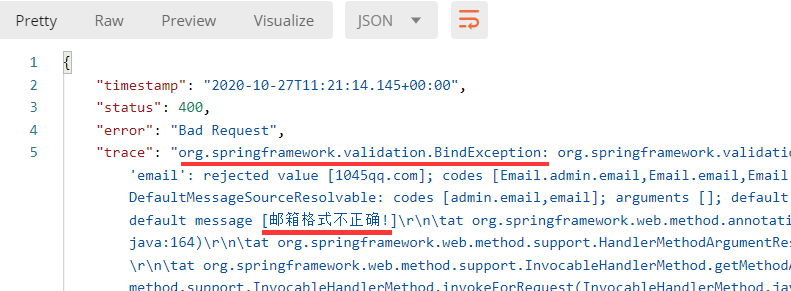 Pretty Raw Preview Visualize JSON
1 {
2 "timestamp": "2020-10-27T11:21:14.145+00:00",
3 "status": 400,
4 "error": "Bad Request",
5 "trace": "org.springframework.validation.BindException: org.springframework.validatio
'email': rejected value [1045qq.com]; codes [Email.admin.email,Email.email,Email
DefaultMessageSourceResolvable: codes [admin.email,email]; arguments []; default
default message [邮箱格式不正确!]\r\n\tat org.springframework.web.method.annotati
java:164)\r\n\tat org.springframework.web.method.support.HandlerMethodArgumentRes
\r\n\tat org.springframework.web.method.support.InvocableHandlerMethod.getMethodA
method.support.InvocableHandlerMethod.invokeForRequest(InvocableHandlerMethod.jav